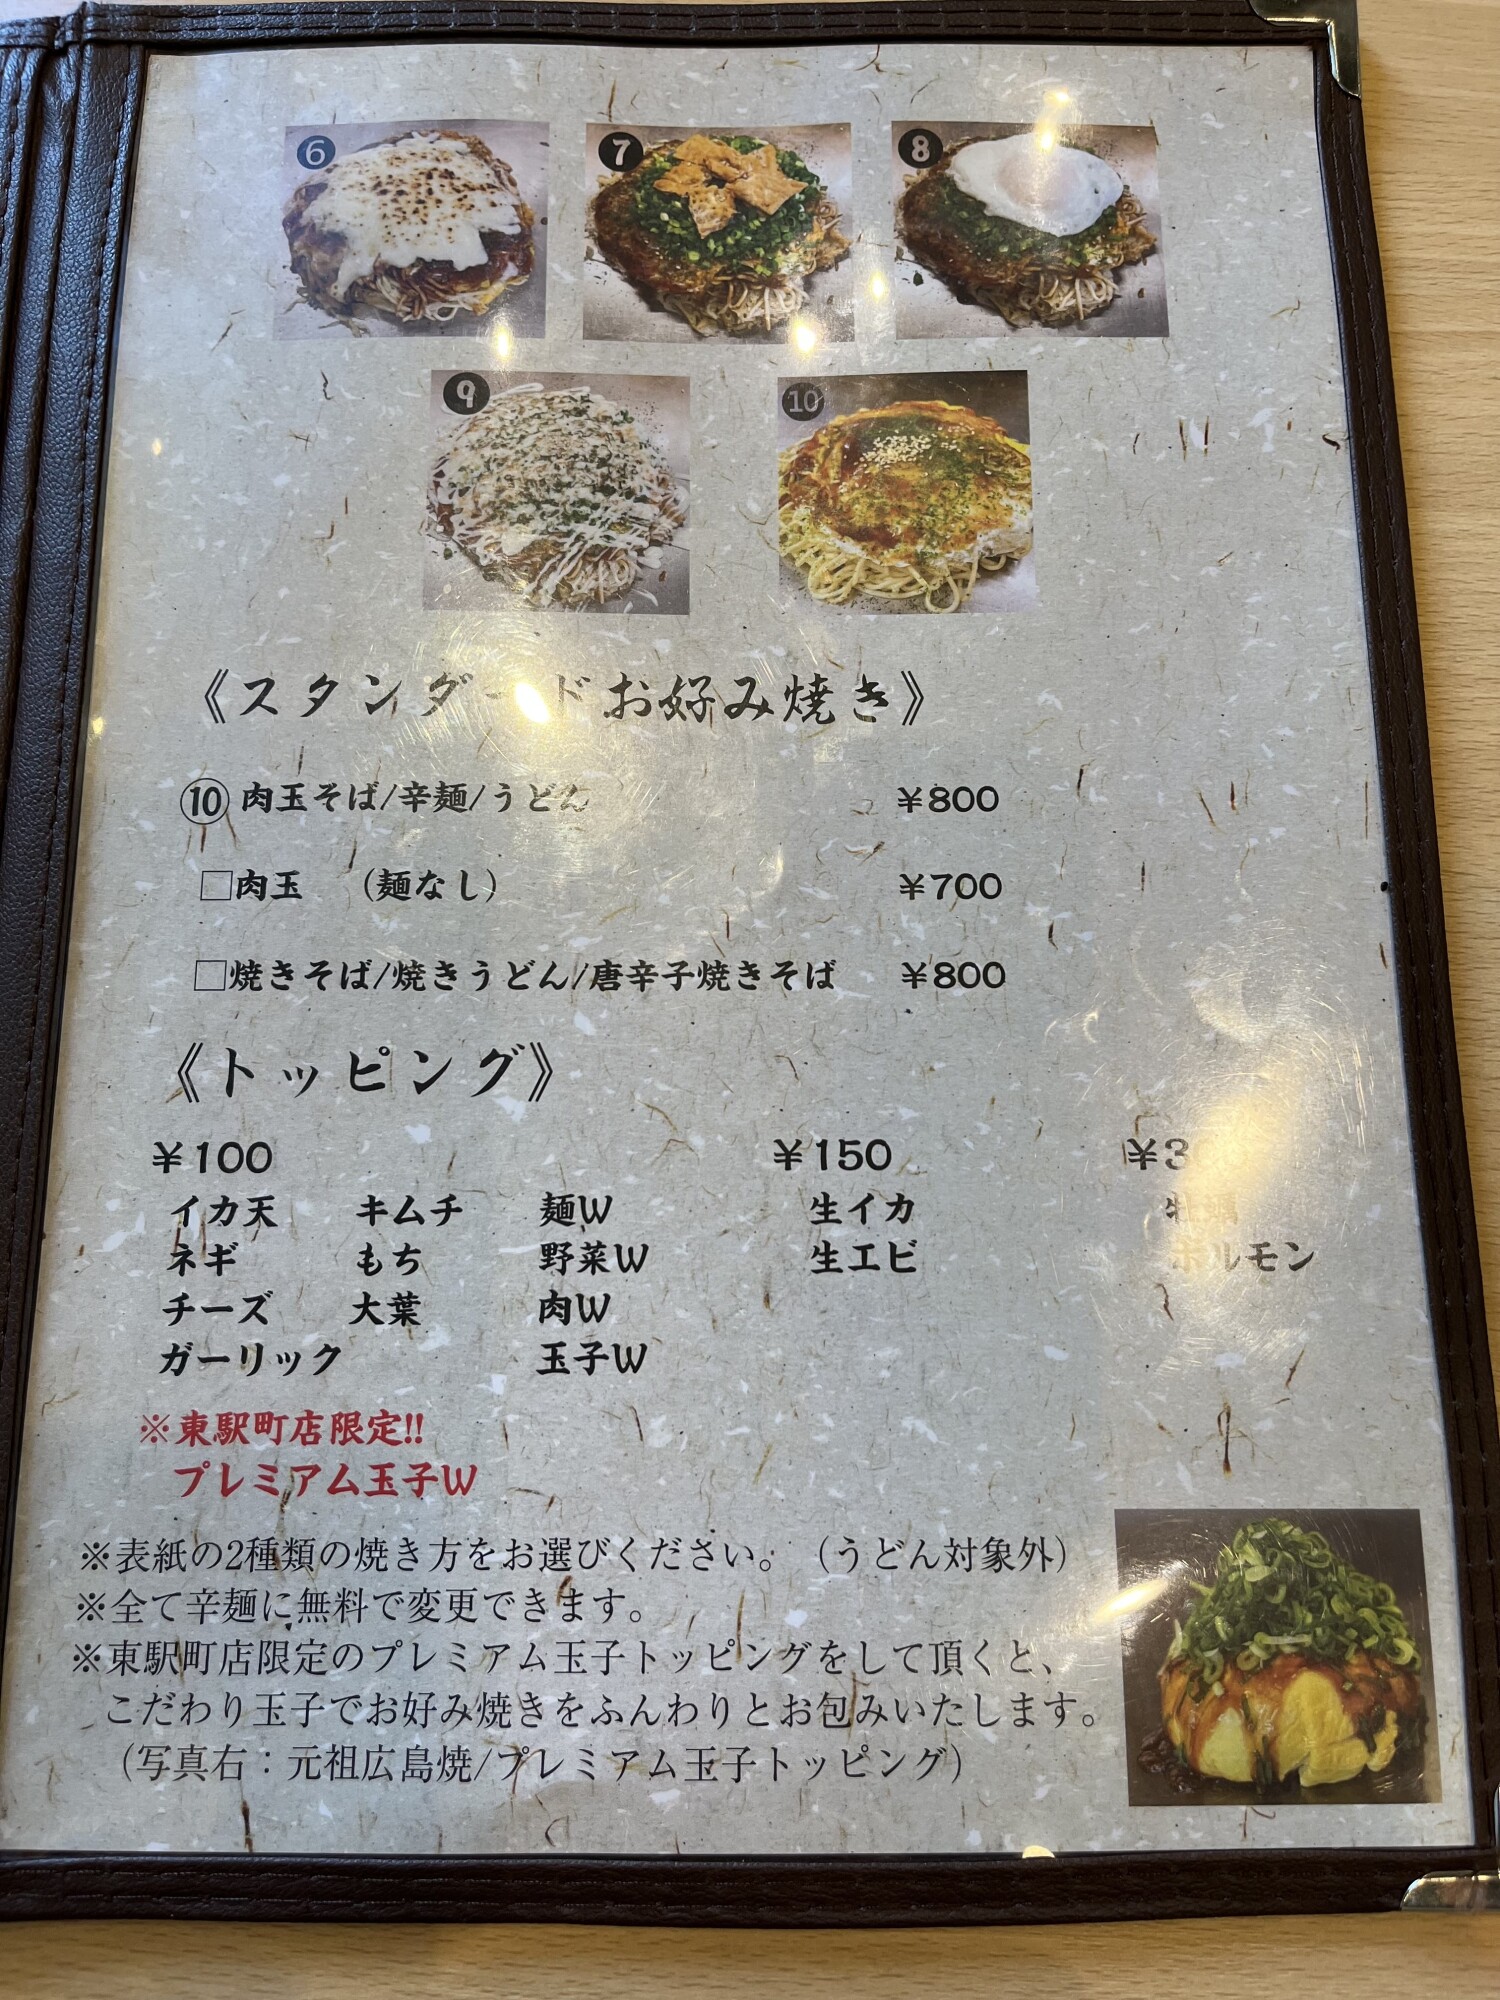 6
7
8
9
10
《スタンダードお好み焼き》
⑩ 肉玉そば/辛麺/うどん ¥800
□肉玉 （麺なし） ¥700
□焼きそば/焼きうどん/唐辛子焼きそば ¥800
《トッピング》
¥100 ¥150 ¥3
イカ天 キムチ 麺W 生イカ 牡蠣
ネギ もち 野菜W 生エビ ホルモン
チーズ 大葉 肉W
ガーリック 玉子W
※東駅町店限定!!
プレミアム玉子W
※表紙の2種類の焼き方をお選びください。（うどん対象外）
※全て辛麺に無料で変更できます。
※東駅町店限定のプレミアム玉子トッピングをして頂くと、
こだわり玉子でお好み焼きをふんわりとお包みいたします。
（写真右：元祖広島焼/プレミアム玉子トッピング）